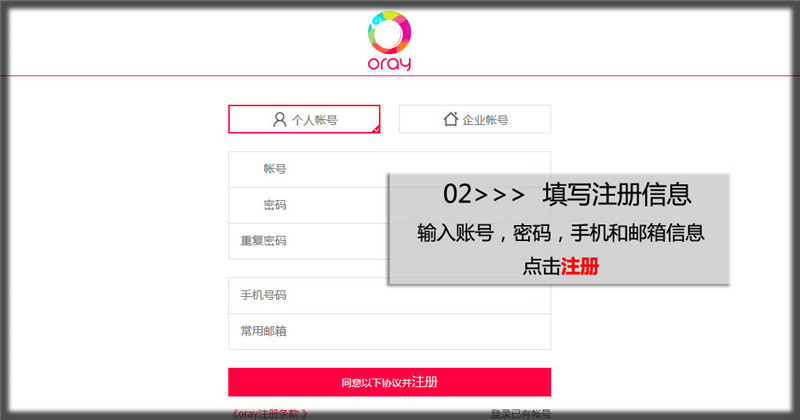 oray
个人帐号
企业帐号
帐号
密码
重复密码
手机号码
常用邮箱
02>>> 填写注册信息
输入账号，密码，手机和邮箱信息
点击注册
同意以下协议并注册
《oray注册条款 》
登录已有帐号